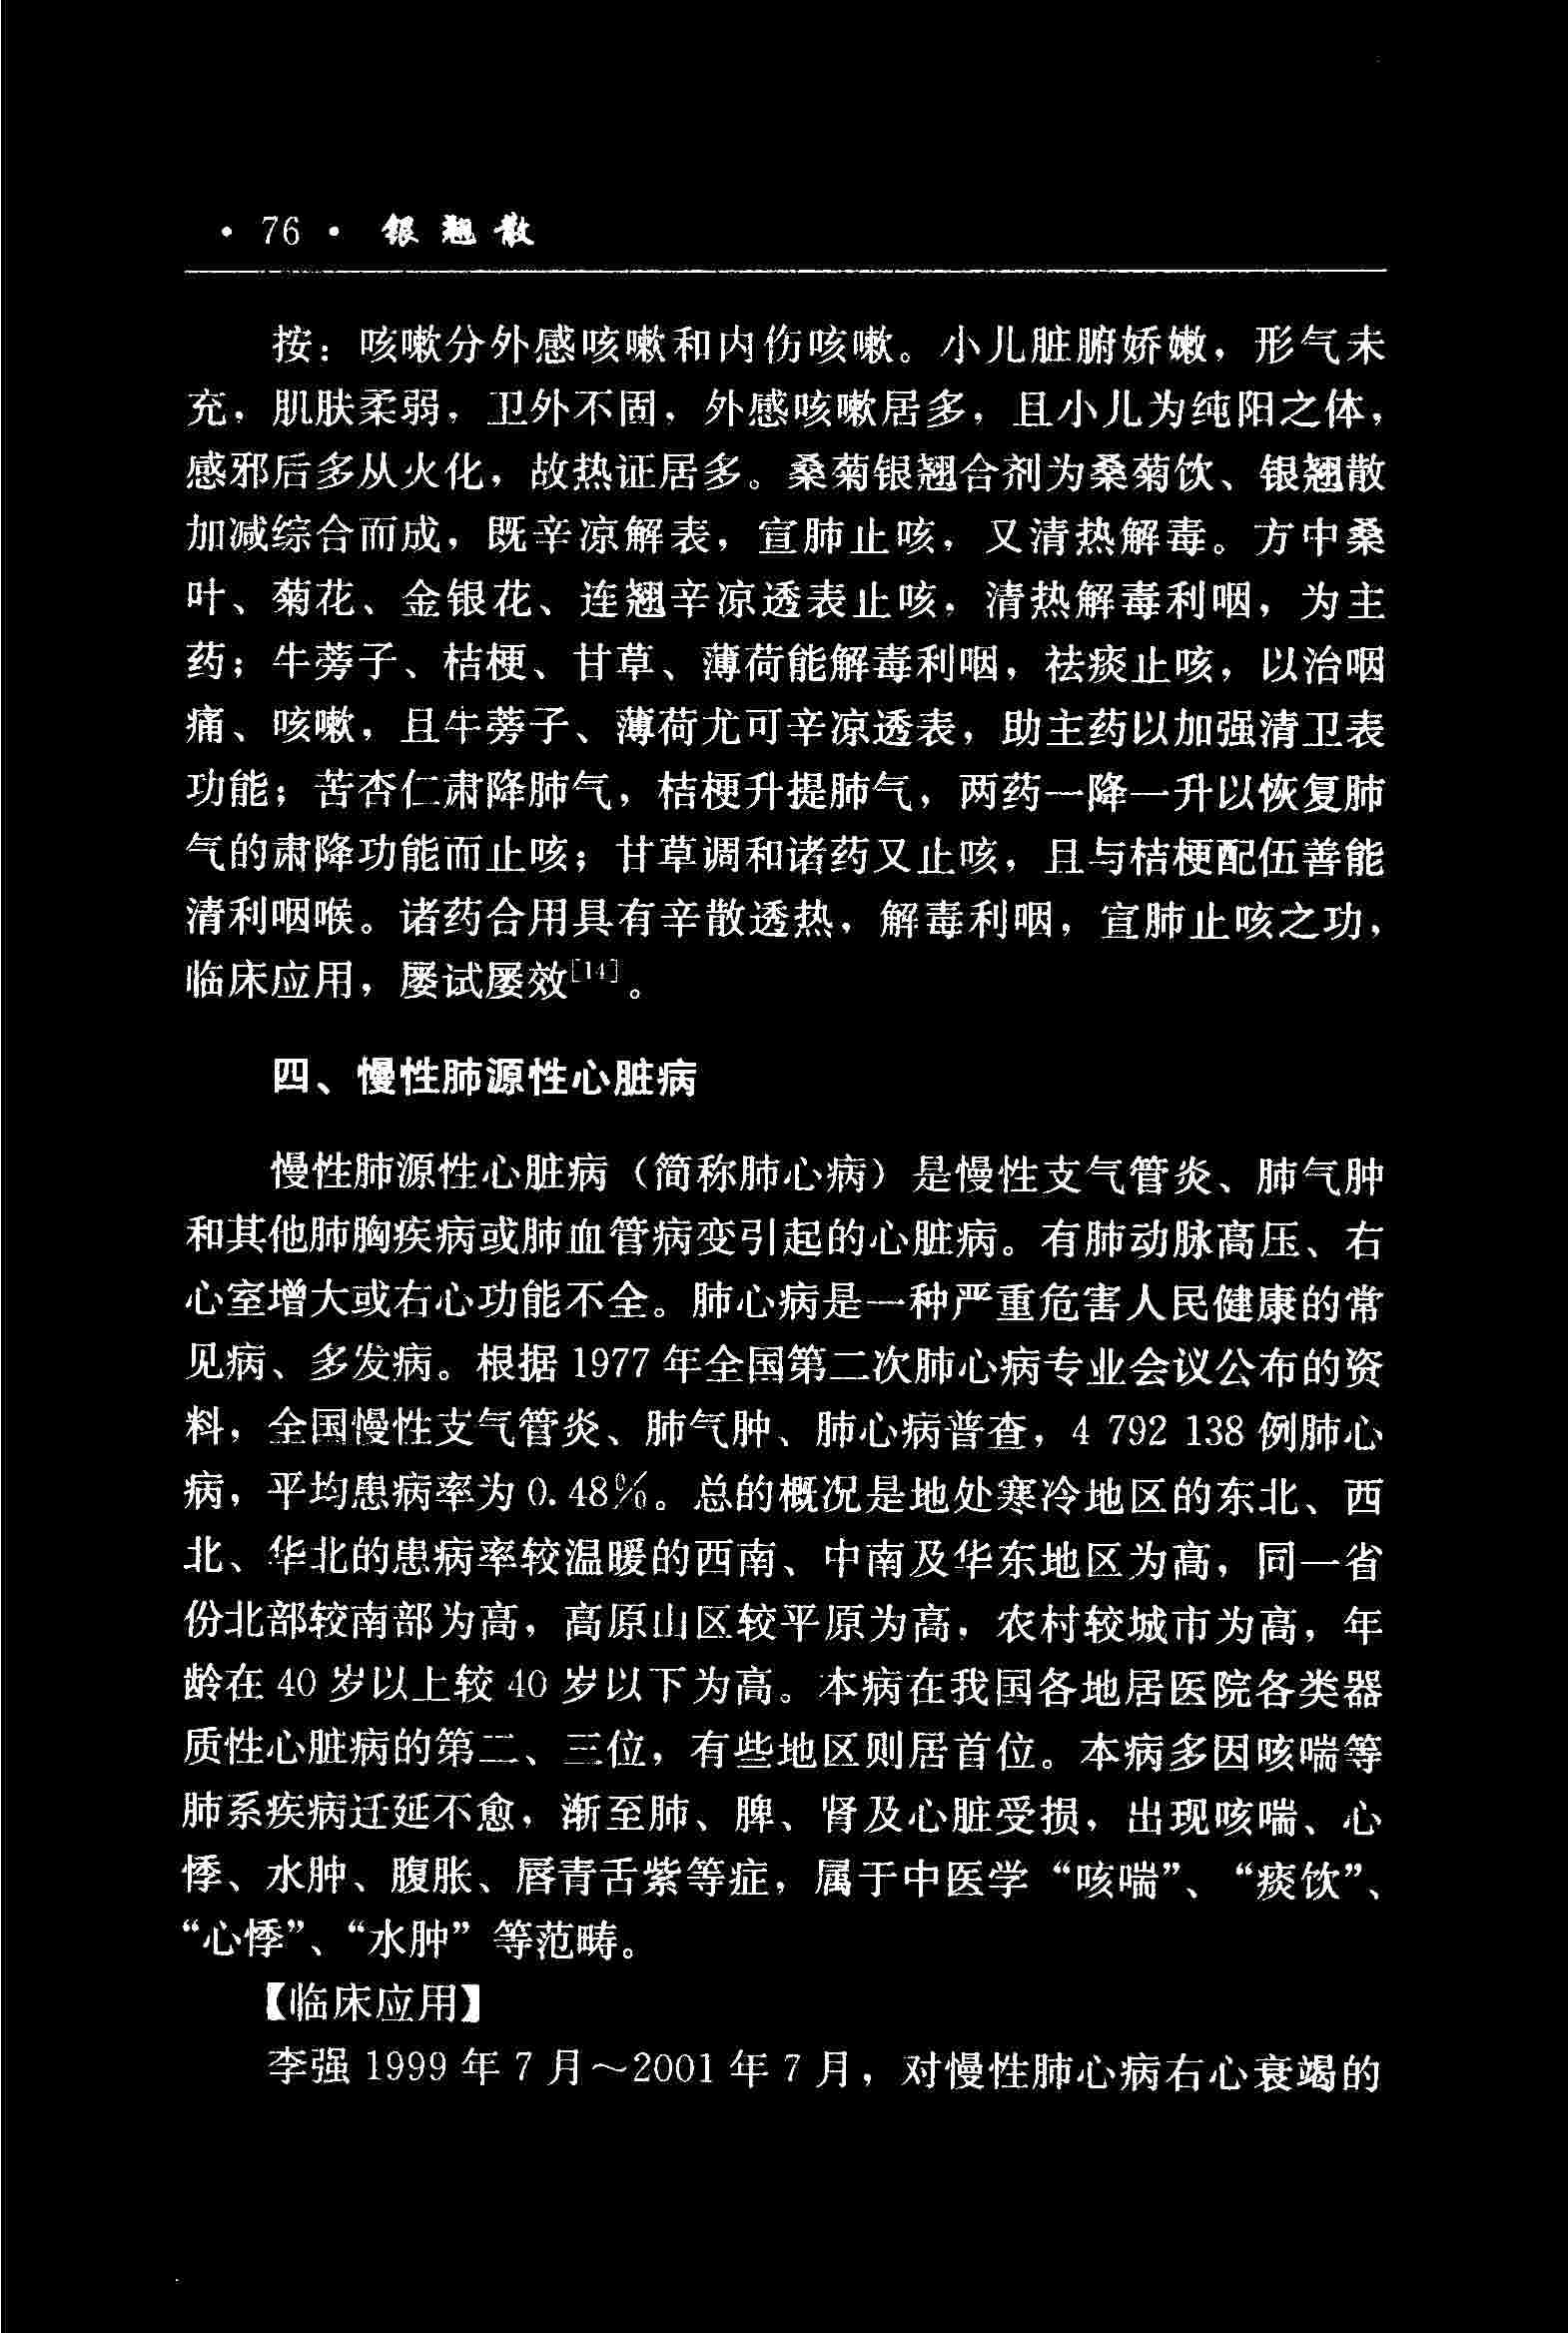 · 76 · 银翘散
按：咳嗽分外感咳嗽和内伤咳嗽。小儿脏腑娇嫩，形气未
充，肌肤柔弱，卫外不固，外感咳嗽居多，且小儿为纯阳之体，
感邪后多从火化，故热证居多。桑菊银翘合剂为桑菊饮、银翘散
加减综合而成，既辛凉解表，宣肺止咳，又清热解毒。方中桑
叶、菊花、金银花、连翘辛凉透表止咳，清热解毒利咽，为主
药；牛蒡子、桔梗、甘草、薄荷能解毒利咽，祛痰止咳，以治咽
痛、咳嗽，且牛蒡子、薄荷尤可辛凉透表，助主药以加强清卫表
功能；苦杏仁肃降肺气，桔梗升提肺气，两药一降一升以恢复肺
气的肃降功能而止咳；甘草调和诸药又止咳，且与桔梗配伍善能
清利咽喉。诸药合用具有辛散透热，解毒利咽，宣肺止咳之功，
临床应用，屡试屡效[14]。
四、慢性肺源性心脏病
慢性肺源性心脏病（简称肺心病）是慢性支气管炎、肺气肿
和其他肺胸疾病或肺血管病变引起的心脏病。有肺动脉高压、右
心室增大或右心功能不全。肺心病是一种严重危害人民健康的常
见病、多发病。根据 1977 年全国第二次肺心病专业会议公布的资
料，全国慢性支气管炎、肺气肿、肺心病普查，4 792 138 例肺心
病，平均患病率为 0.48%。总的概况是地处寒冷地区的东北、西
北、华北的患病率较温暖的西南、中南及华东地区为高，同一省
份北部较南部为高，高原山区较平原为高，农村较城市为高，年
龄在 40 岁以上较 40 岁以下为高。本病在我国各地居医院各类器
质性心脏病的第二、三位，有些地区则居首位。本病多因咳喘等
肺系疾病迁延不愈，渐至肺、脾、肾及心脏受损，出现咳喘、心
悸、水肿、腹胀、唇青舌紫等症，属于中医学“咳喘”、“痰饮”、
“心悸”、“水肿”等范畴。
【临床应用】
李强 1999 年 7 月～2001 年 7 月，对慢性肺心病右心衰竭的